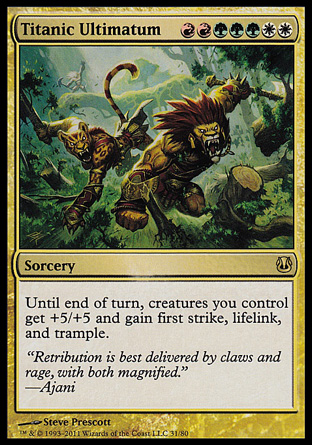 Titanic Ultimatum
Sorcery
Until end of turn, creatures you control
get +5/+5 and gain first strike, lifelink,
and trample.
“Retribution is best delivered by claws and
rage, with both magnified.”
—Ajani
Steve Prescott
™ & © 1993-2011 Wizards of the Coast LLC 31/80